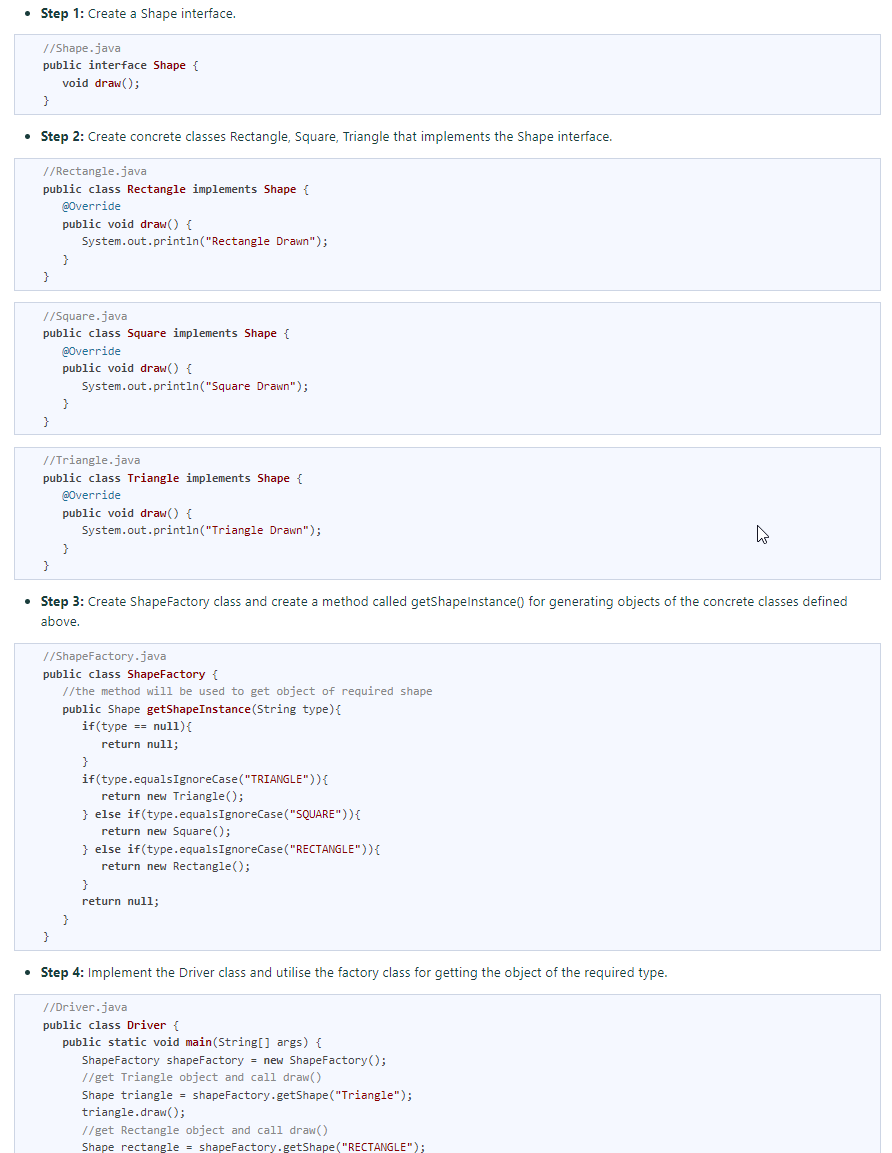 • Step 1: Create a Shape interface.
//Shape.java
public interface Shape {
   void draw();
}
• Step 2: Create concrete classes Rectangle, Square, Triangle that implements the Shape interface.
//Rectangle.java
public class Rectangle implements Shape {
   @Override
   public void draw() {
      System.out.println("Rectangle Drawn");
   }
}
//Square.java
public class Square implements Shape {
   @Override
   public void draw() {
      System.out.println("Square Drawn");
   }
}
//Triangle.java
public class Triangle implements Shape {
   @Override
   public void draw() {
      System.out.println("Triangle Drawn");
   }
}
• Step 3: Create ShapeFactory class and create a method called getShapeInstance() for generating objects of the concrete classes defined
above.
//ShapeFactory.java
public class ShapeFactory {
   //the method will be used to get object of required shape
   public Shape getShapeInstance(String type){
      if(type == null){
         return null;
      }
      if(type.equalsIgnoreCase("TRIANGLE")){
         return new Triangle();
      } else if(type.equalsIgnoreCase("SQUARE")){
         return new Square();
      } else if(type.equalsIgnoreCase("RECTANGLE")){
         return new Rectangle();
      }
      return null;
   }
}
• Step 4: Implement the Driver class and utilise the factory class for getting the object of the required type.
//Driver.java
public class Driver {
   public static void main(String[] args) {
      ShapeFactory shapeFactory = new ShapeFactory();
      //get Triangle object and call draw()
      Shape triangle = shapeFactory.getShape("Triangle");
      triangle.draw();
      //get Rectangle object and call draw()
      Shape rectangle = shapeFactory.getShape("RECTANGLE");